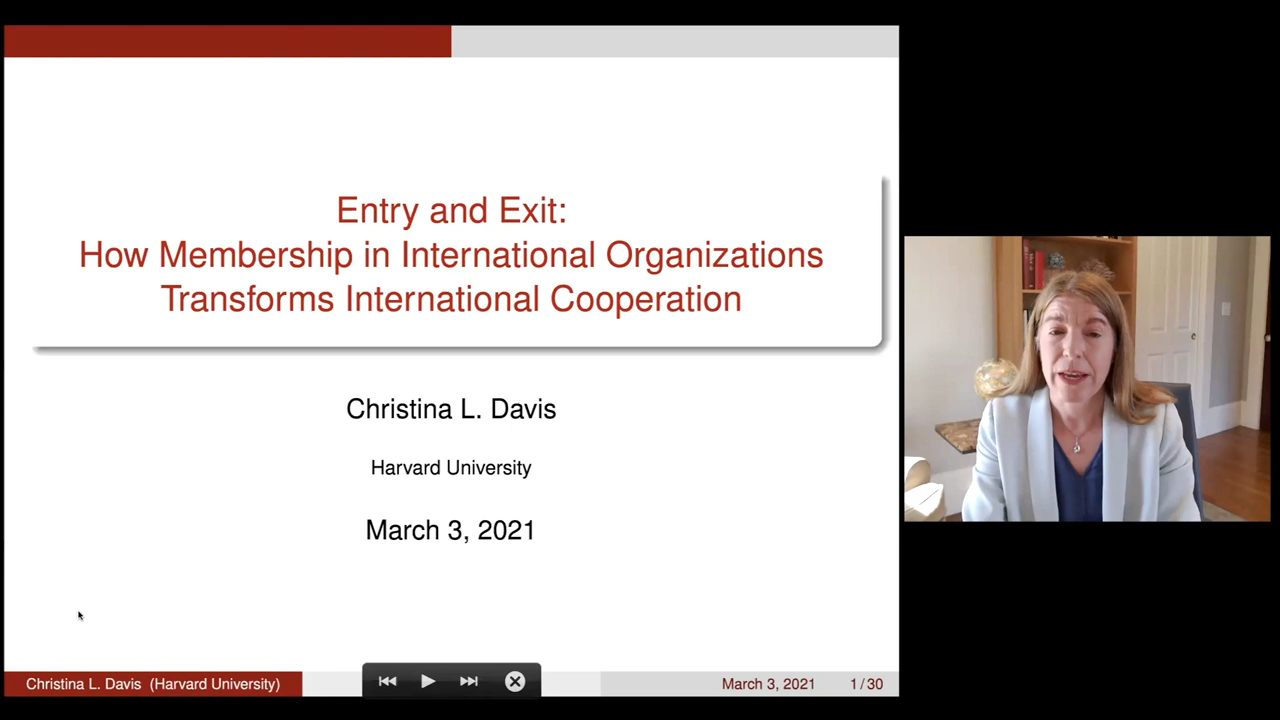 Entry and Exit:
How Membership in International Organizations
Transforms International Cooperation
Christina L. Davis
Harvard University
March 3, 2021
Christina L. Davis (Harvard University)
March 3, 2021
1 / 30